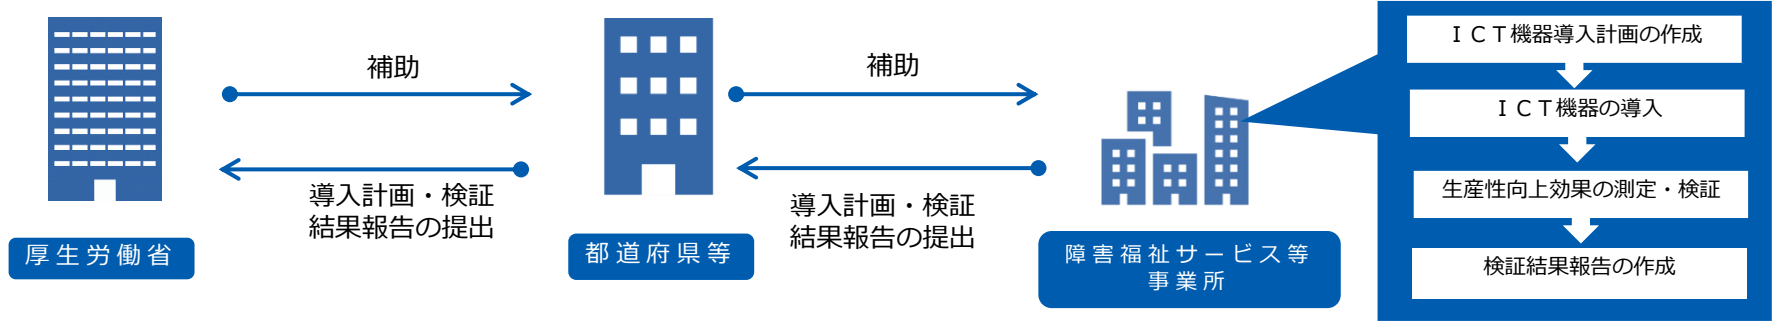 補助
導入計画・検証
結果報告の提出
厚生労働省
補助
導入計画・検証
結果報告の提出
都道府県等
障害福祉サービス等
事業所
ＩＣＴ機器導入計画の作成
ＩＣＴ機器の導入
生産性向上効果の測定・検証
検証結果報告の作成